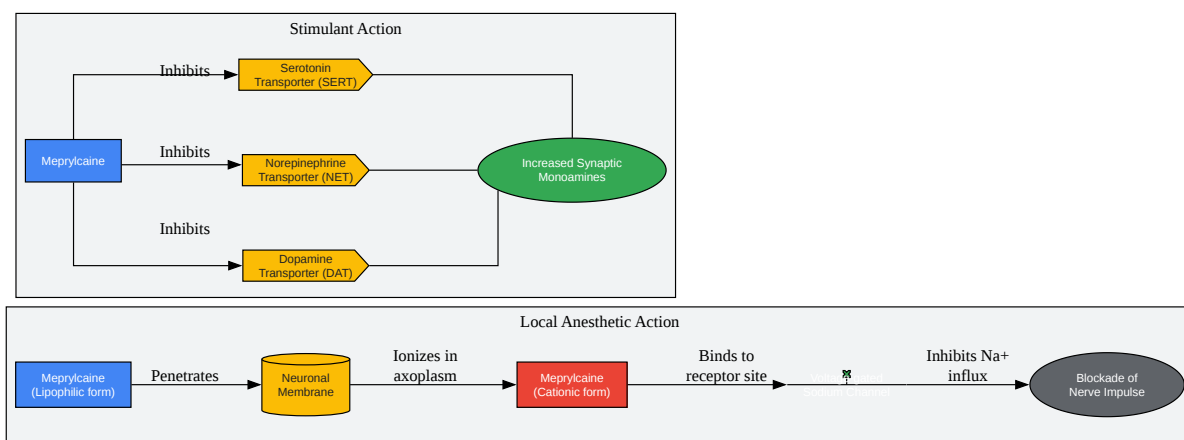 Stimulant Action
Inhibits
Serotonin
Transporter (SERT)
Meprylcaine
Inhibits
Norepinephrine
Transporter (NET)
Increased Synaptic
Monoamines
Inhibits
Dopamine
Transporter (DAT)
Local Anesthetic Action
Meprylcaine
(Lipophilic form)
Penetrates
Neuronal
Membrane
Ionizes in
axoplasm
Meprylcaine
(Cationic form)
Binds to
receptor site
Sodium Channel
Inhibits Na+
influx
Blockade of
Nerve Impulse